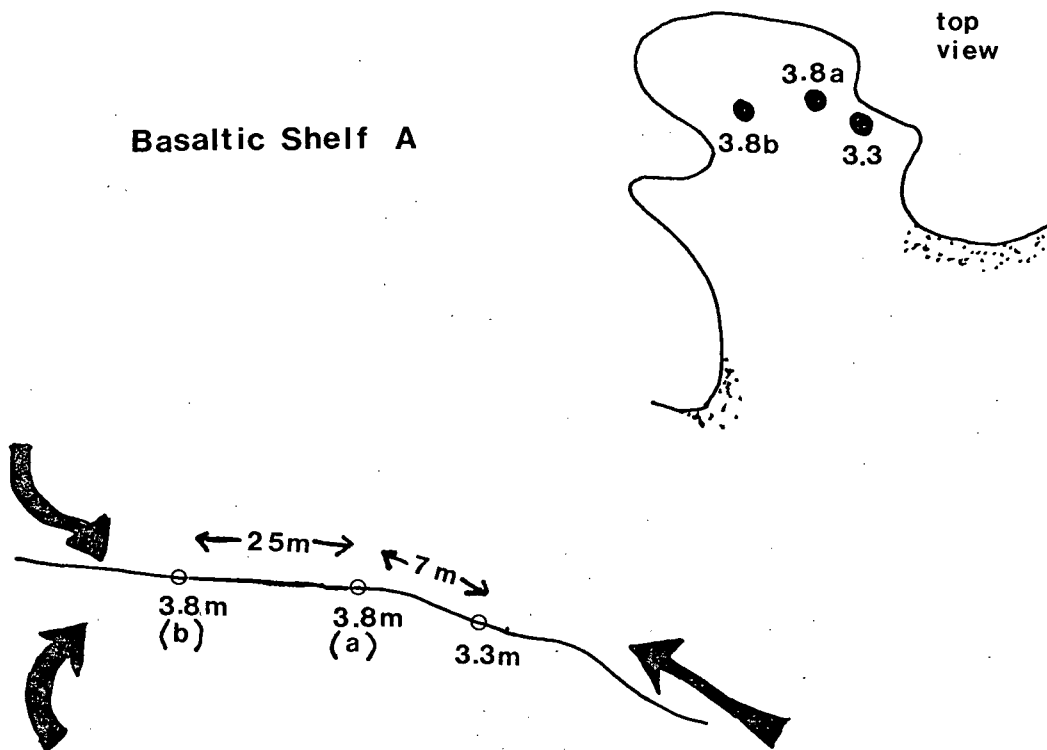 top
view
3.8a
Basaltic Shelf A
3.8b
3.3
25m
7m
3.8m
(b)
3.8m
(a)
3.3m